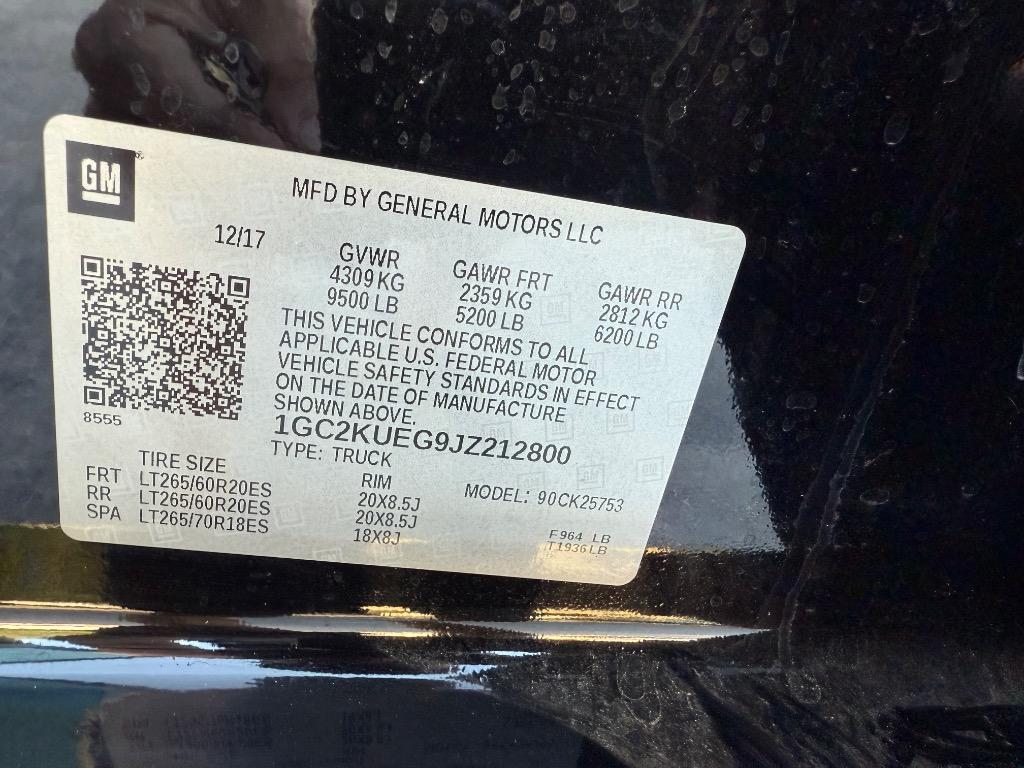 GM
MFD BY GENERAL MOTORS LLC
12/17
GVWR
4309 KG
9500 LB
GAWR FRT
2359 KG
5200 LB
GAWR RR
2812 KG
6200 LB
THIS VEHICLE CONFORMS TO ALL
APPLICABLE U.S. FEDERAL MOTOR
VEHICLE SAFETY STANDARDS IN EFFECT
ON THE DATE OF MANUFACTURE
SHOWN ABOVE.
8555
1GC2KUEG9JZ212800
TYPE: TRUCK
MODEL: 90CK25753
TIRE SIZE RIM
FRT LT265/60R20ES 20X8.5J
RR LT265/60R20ES 20X8.5J
SPA LT265/70R18ES 18X8J
F964 LB
T1936LB